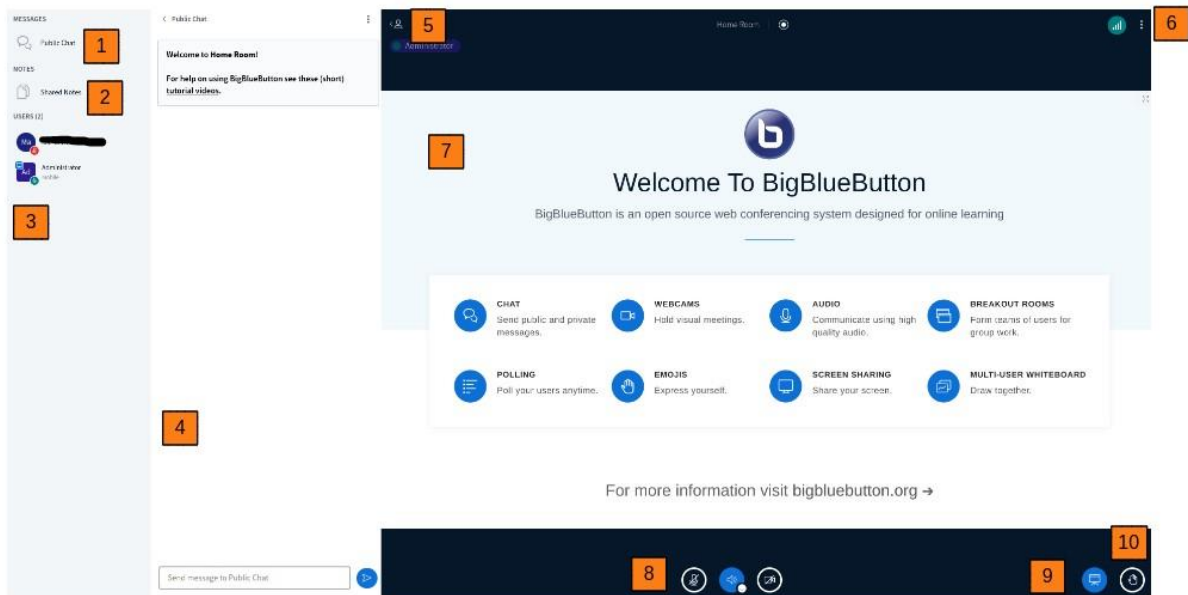 MESSAGES
Public Chat
1
NOTES
Shared Notes
2
USERS (2)
Ma
Ad
Administrator
mobile
3
Public Chat
Welcome to Home Room!
For help on using BigBlueButton see these (short)
tutorial videos.
4
Send message to Public Chat
5
Home Room
6
Administrator
7
b
Welcome To BigBlueButton
BigBlueButton is an open source web conferencing system designed for online learning
CHAT
Send public and private
messages.
WEBCAMS
Hold visual meetings.
AUDIO
Communicate using high
quality audio.
BREAKOUT ROOMS
Form teams of users for
group work.
POLLING
Poll your users anytime.
EMOJIS
Express yourself.
SCREEN SHARING
Share your screen.
MULTI-USER WHITEBOARD
Draw together.
For more information visit bigbluebutton.org →
8
9
10